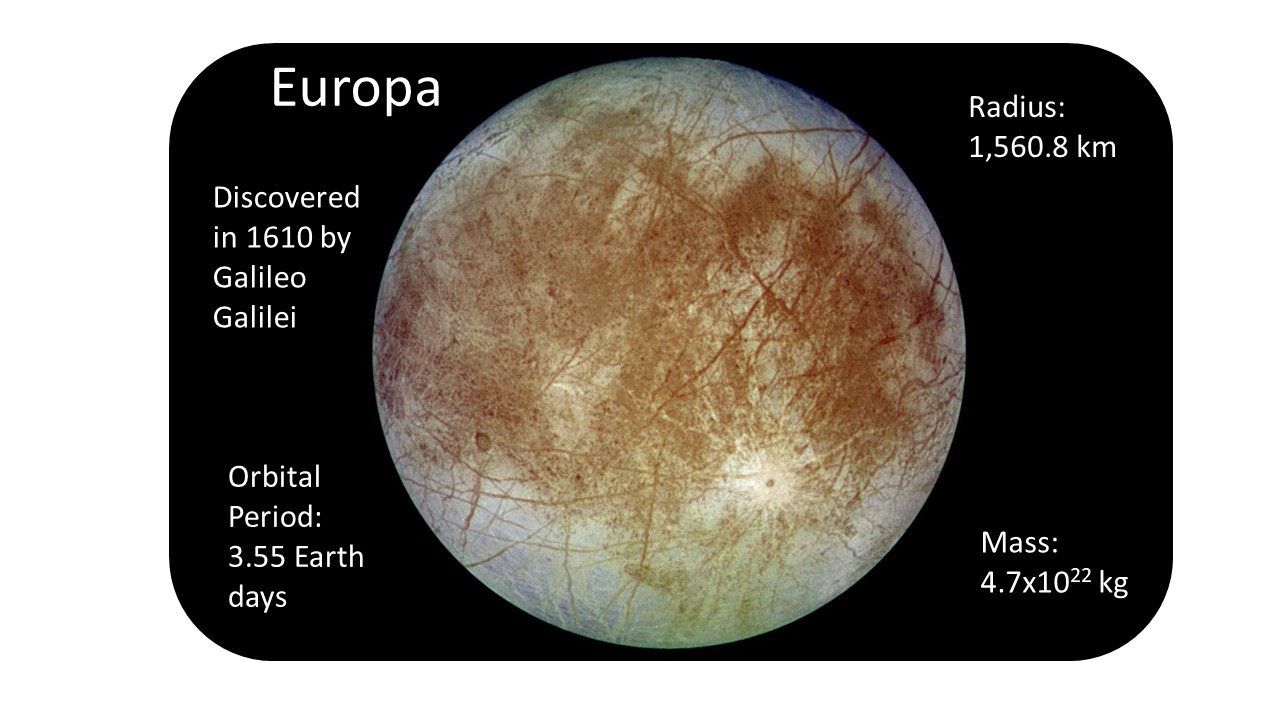 Europa
Discovered
in 1610 by
Galileo
Galilei
Orbital
Period:
3.55 Earth
days
Radius:
1,560.8 km
Mass:
4.7x10²² kg